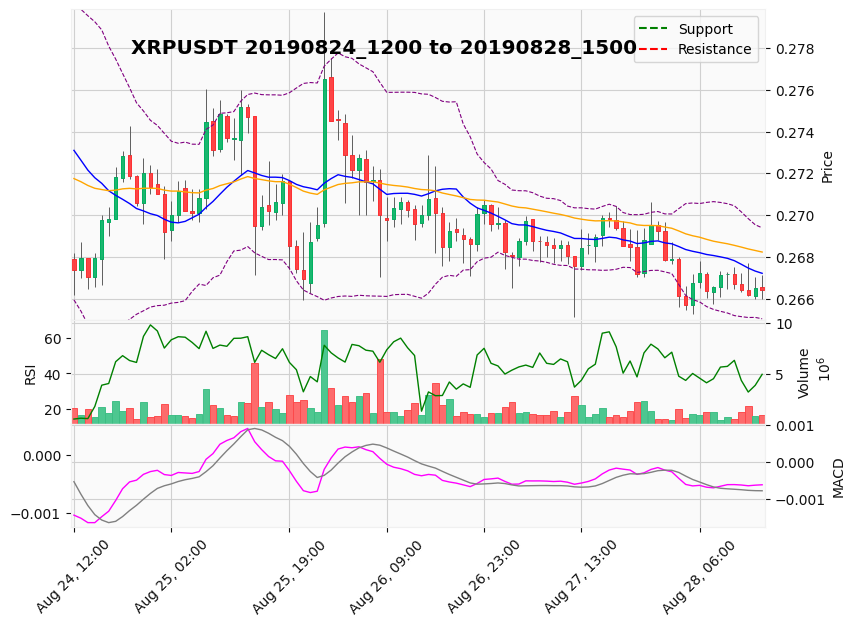 XRPUSDT 20190824_1200 to 20190828_1500
Support
Resistance
0.278
0.276
0.274
0.272
0.270
0.268
0.266
Price
60
40
20
RSI
10
5
Volume
10^6
0.000
−0.001
0.001
0.000
−0.001
MACD
Aug 24, 12:00
Aug 25, 02:00
Aug 25, 19:00
Aug 26, 09:00
Aug 26, 23:00
Aug 27, 13:00
Aug 28, 06:00